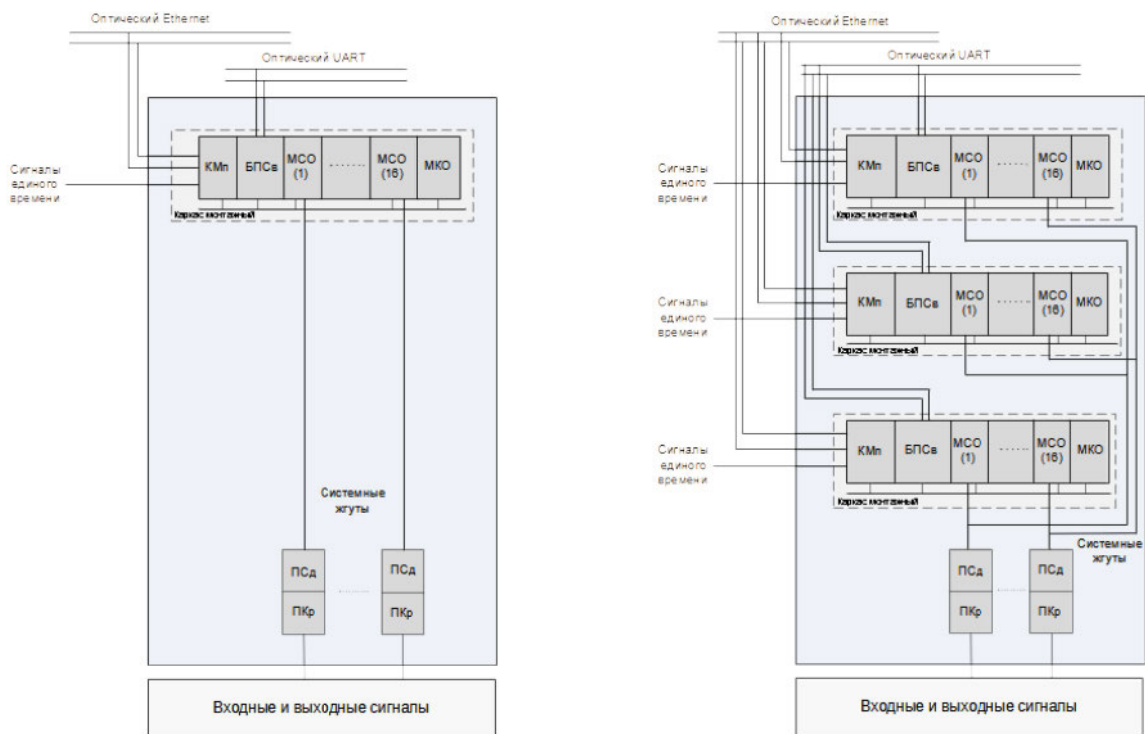 Оптический Ethernet
Оптический UART
КМп
БПСв
МСО
(1)
........
МСО
(16)
МКО
Сигналы
единого
времени
Каркас монтажный
Системные
жгуты
ПСд
ПКр
ПСд
ПКр
Входные и выходные сигналы
Оптический Ethernet
Оптический UART
КМп
БПСв
МСО
(1)
........
МСО
(16)
МКО
Сигналы
единого
времени
Каркас монтажный
КМп
БПСв
МСО
(1)
........
МСО
(16)
МКО
Сигналы
единого
времени
Каркас монтажный
КМп
БПСв
МСО
(1)
........
МСО
(16)
МКО
Сигналы
единого
времени
Каркас монтажный
Системные
жгуты
ПСд
ПКр
ПСд
ПКр
Входные и выходные сигналы